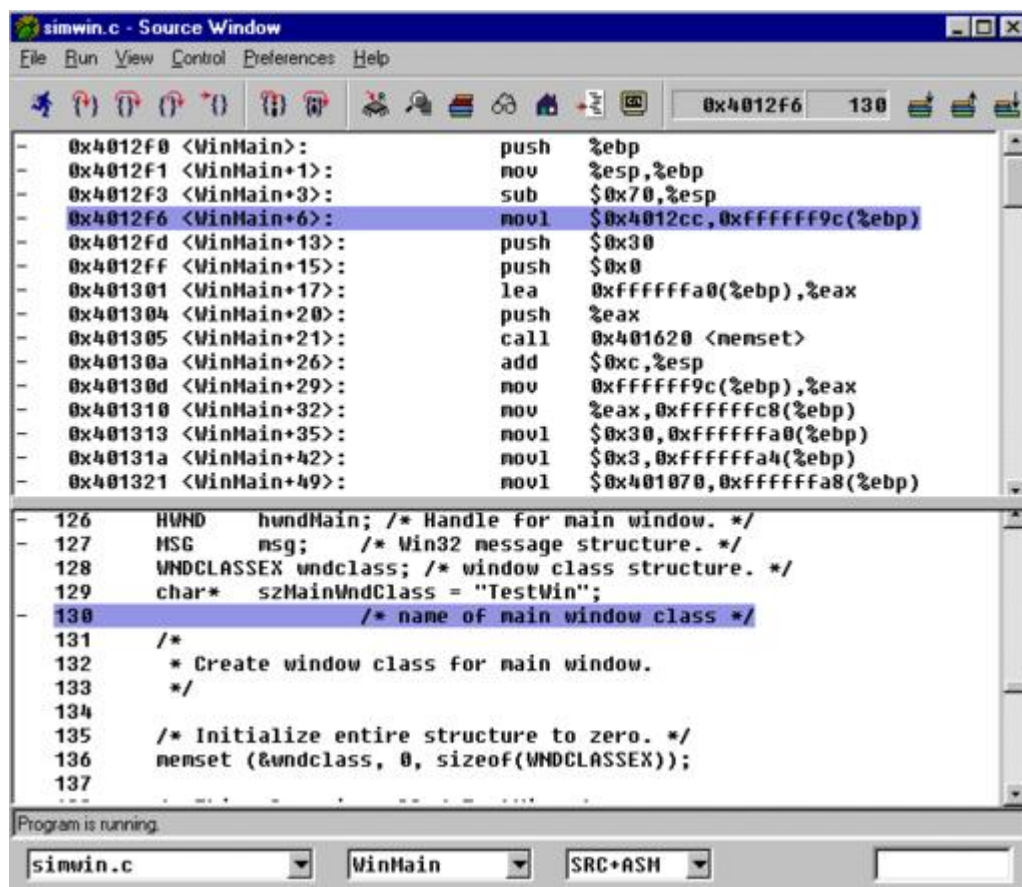 simwin.c - Source Window
File Run View Control Preferences Help
0x4012f6 130
- 0x4012f0 <WinMain>: push %ebp
- 0x4012f1 <WinMain+1>: mov %esp,%ebp
- 0x4012f3 <WinMain+3>: sub $0x70,%esp
- 0x4012f6 <WinMain+6>: movl $0x4012cc,0xffffff9c(%ebp)
- 0x4012fd <WinMain+13>: push $0x30
- 0x4012ff <WinMain+15>: push $0x0
- 0x401301 <WinMain+17>: lea 0xffffffa0(%ebp),%eax
- 0x401304 <WinMain+20>: push %eax
- 0x401305 <WinMain+21>: call 0x401620 <memset>
- 0x40130a <WinMain+26>: add $0xc,%esp
- 0x40130d <WinMain+29>: mov 0xffffff9c(%ebp),%eax
- 0x401310 <WinMain+32>: mov %eax,0xffffffc8(%ebp)
- 0x401313 <WinMain+35>: movl $0x30,0xffffffa0(%ebp)
- 0x40131a <WinMain+42>: movl $0x3,0xffffffa4(%ebp)
- 0x401321 <WinMain+49>: movl $0x401070,0xffffffa8(%ebp)
- 126 HWND hwndMain; /* Handle for main window. */
- 127 MSG msg; /* Win32 message structure. */
128 WNDCLASSEX wndclass; /* window class structure. */
129 char* szMainWndClass = "TestWin";
- 130 /* name of main window class */
131 /*
132 * Create window class for main window.
133 */
134
135 /* Initialize entire structure to zero. */
136 memset (&wndclass, 0, sizeof(WNDCLASSEX));
137
Program is running.
simwin.c WinMain SRC+ASM